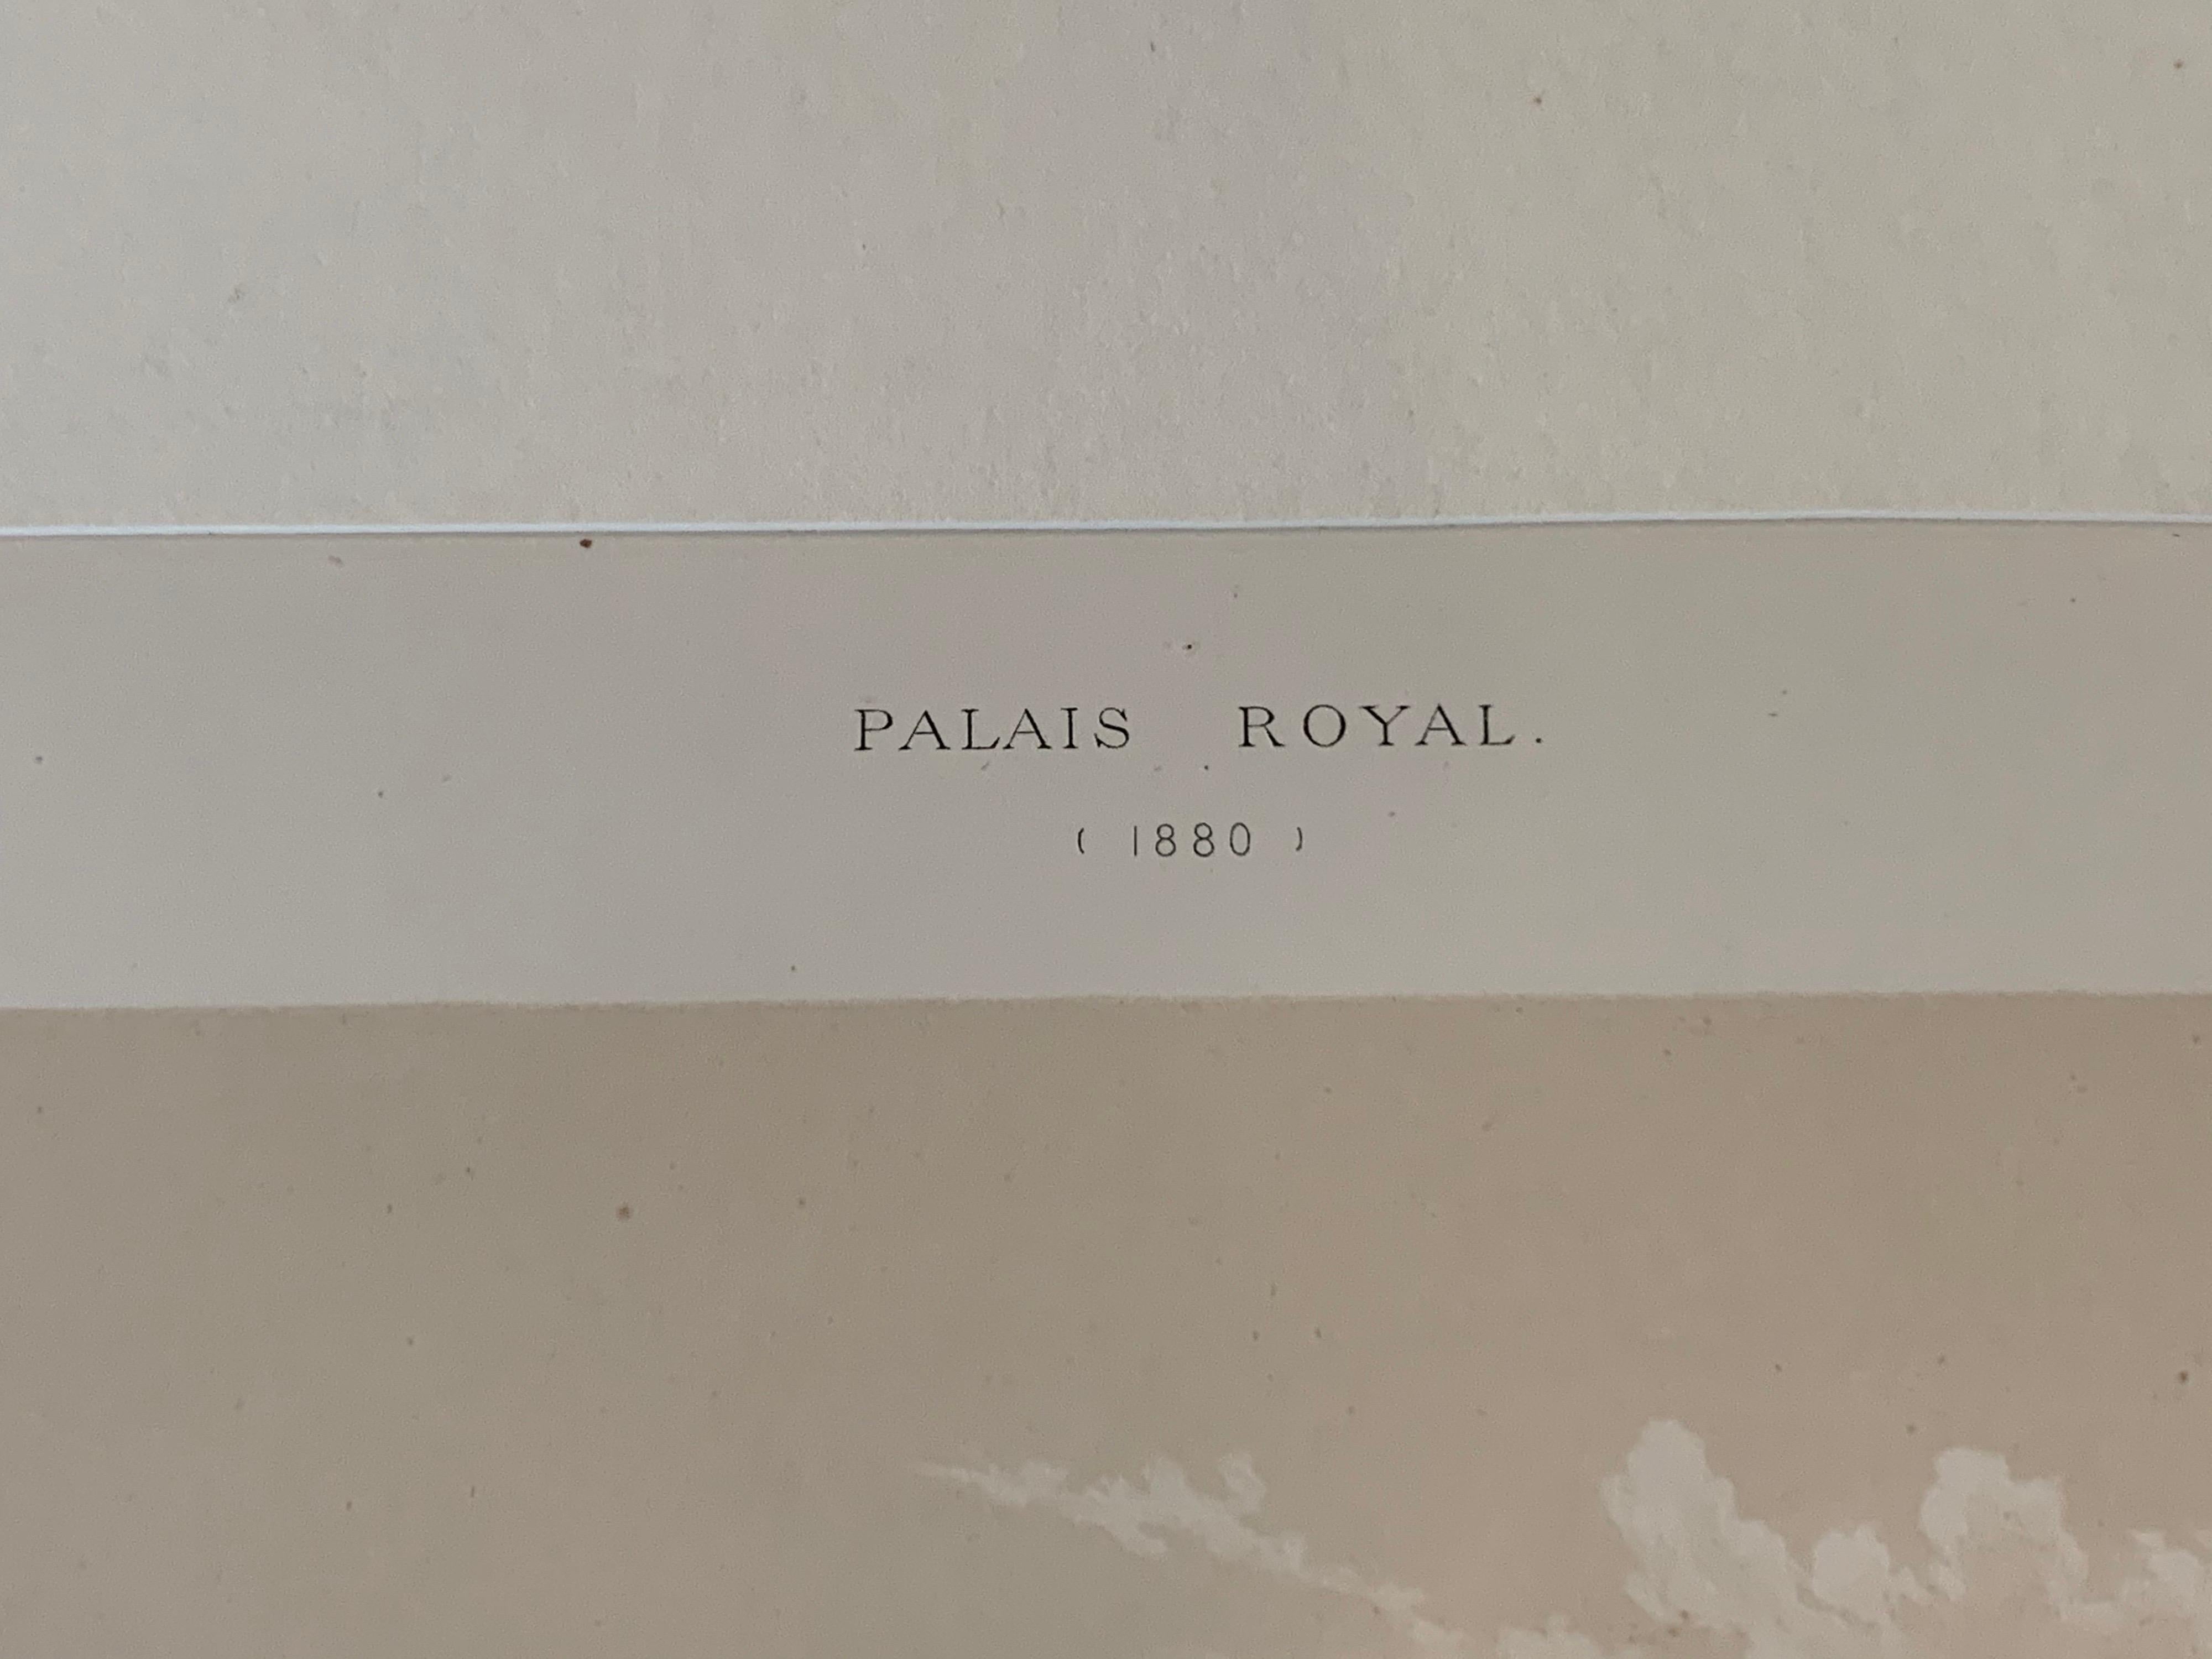 PALAIS ROYAL.
( 1880 )